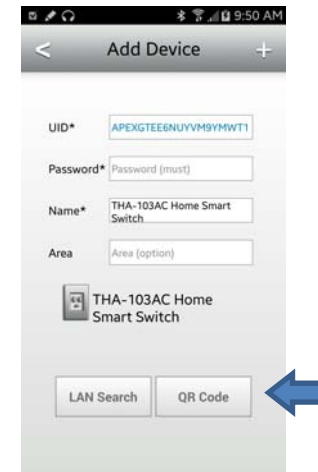 9:50 AM
< Add Device +
UID* APEXGTEE6NUYVM9YMWT1
Password* Password (must)
Name* THA-103AC Home Smart
Switch
Area Area (option)
THA-103AC Home
Smart Switch
LAN Search QR Code